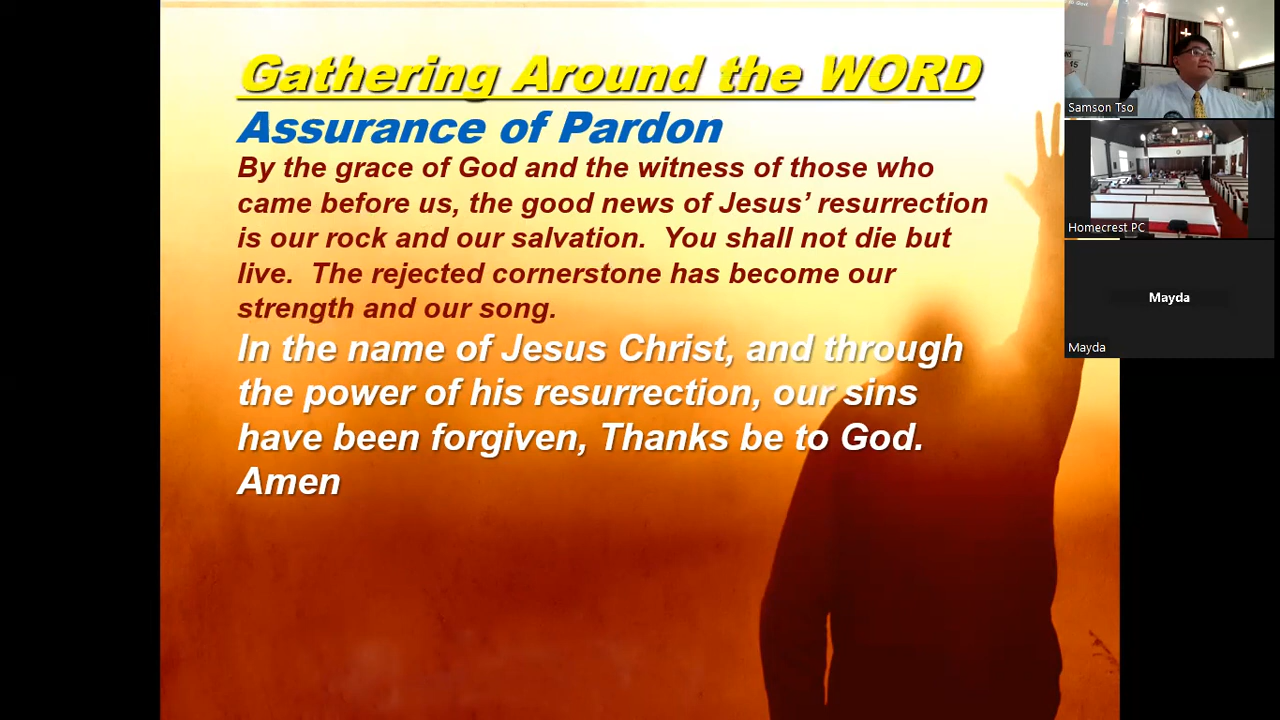 Gathering Around the WORD
Assurance of Pardon
By the grace of God and the witness of those who
came before us, the good news of Jesus’ resurrection
is our rock and our salvation.  You shall not die but
live.  The rejected cornerstone has become our
strength and our song.
In the name of Jesus Christ, and through
the power of his resurrection, our sins
have been forgiven, Thanks be to God.
Amen
Samson Tso
Homecrest PC
Mayda
Mayda